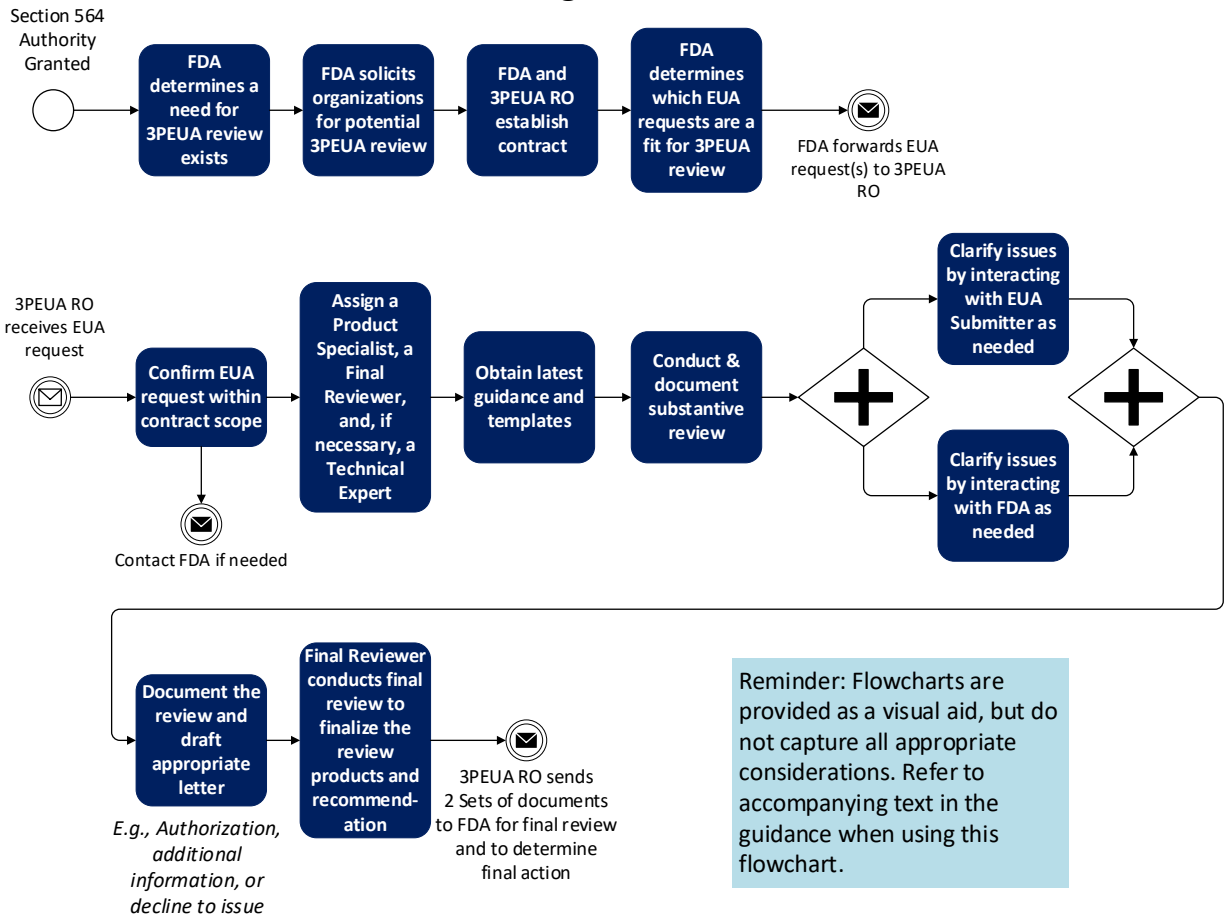 Section 564
Authority
Granted
FDA
determines a
need for
3PEUA review
exists
FDA solicits
organizations
for potential
3PEUA review
FDA and
3PEUA RO
establish
contract
FDA
determines
which EUA
requests are a
fit for 3PEUA
review
FDA forwards EUA
request(s) to 3PEUA
RO
3PEUA RO
receives EUA
request
Confirm EUA
request within
contract scope
Contact FDA if needed
Assign a
Product
Specialist, a
Final
Reviewer,
and, if
necessary, a
Technical
Expert
Obtain latest
guidance and
templates
Conduct &
document
substantive
review
Clarify issues
by interacting
with EUA
Submitter as
needed
Clarify issues
by interacting
with FDA as
needed
Document the
review and
draft
appropriate
letter
E.g., Authorization,
additional
information, or
decline to issue
Final Reviewer
conducts final
review to
finalize the
review
products and
recommend-
ation
3PEUA RO sends
2 Sets of documents
to FDA for final review
and to determine
final action
Reminder: Flowcharts are
provided as a visual aid, but do
not capture all appropriate
considerations. Refer to
accompanying text in the
guidance when using this
flowchart.